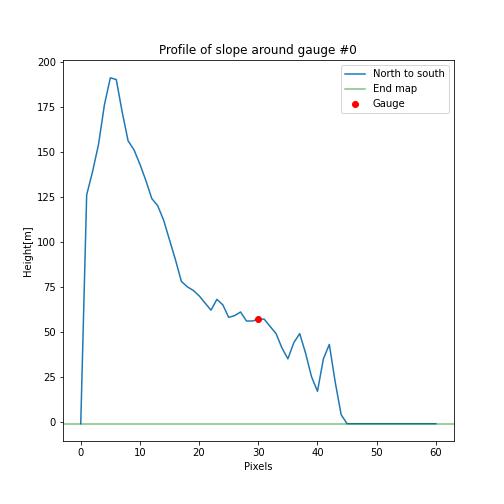 Profile of slope around gauge #0
North to south
End map
Gauge
200
175
150
125
100
75
50
25
0
Height[m]
0 10 20 30 40 50 60
Pixels